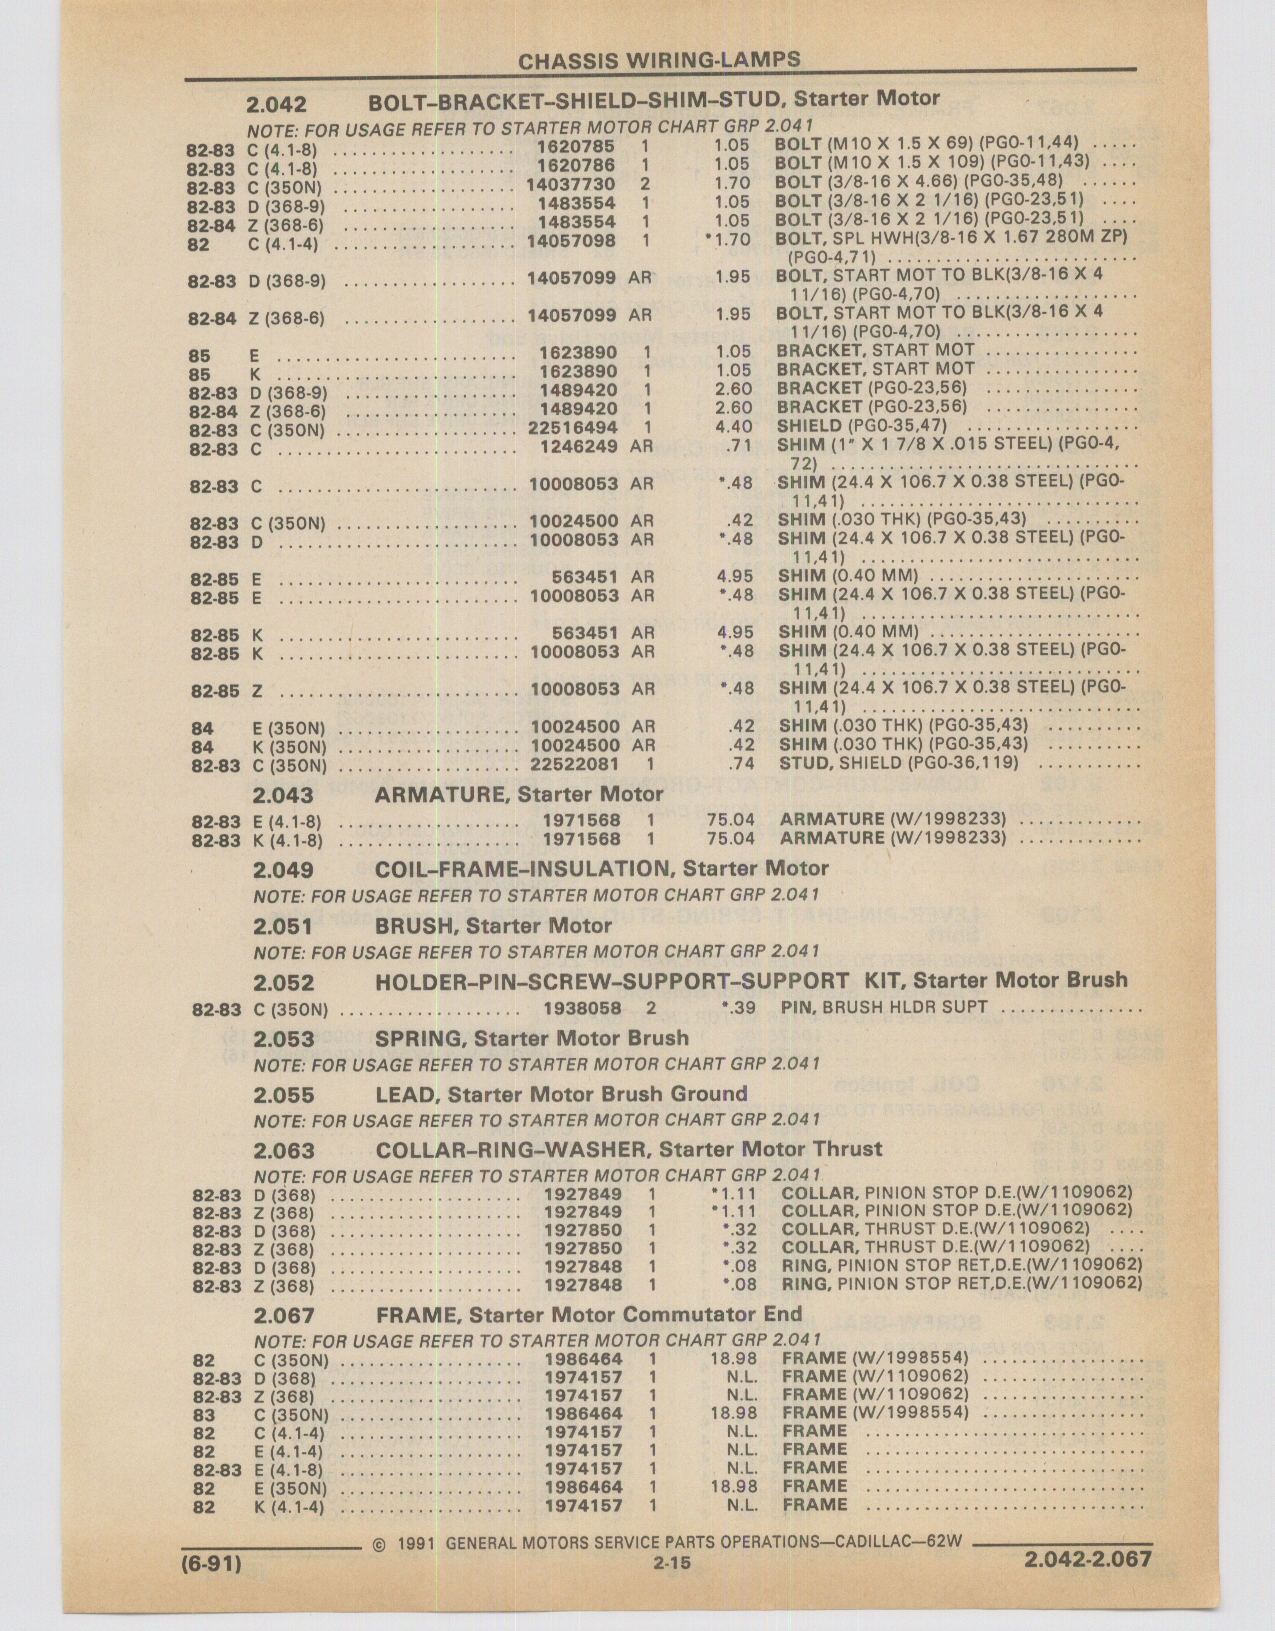 CHASSIS WIRING-LAMPS
2.042 BOLT–BRACKET–SHIELD–SHIM–STUD, Starter Motor
NOTE: FOR USAGE REFER TO STARTER MOTOR CHART GRP 2.041
82-83 C (4.1-8) .................... 1620785 1 1.05 BOLT (M10 X 1.5 X 69) (PG0-11,44) .....
82-83 C (4.1-8) .................... 1620786 1 1.05 BOLT (M10 X 1.5 X 109) (PG0-11,43) ....
82-83 C (350N) .................... 14037730 2 1.70 BOLT (3/8-16 X 4.66) (PG0-35,48) ......
82-83 D (368-9) ................... 1483554 1 1.05 BOLT (3/8-16 X 2 1/16) (PG0-23,51) ....
82-84 Z (368-6) ................... 1483554 1 1.05 BOLT (3/8-16 X 2 1/16) (PG0-23,51) ....
82 C (4.1-4) .................... 14057098 1 *1.70 BOLT, SPL HWH(3/8-16 X 1.67 280M ZP)
(PG0-4,71) ...........................
82-83 D (368-9) ................... 14057099 AR 1.95 BOLT, START MOT TO BLK(3/8-16 X 4
11/16) (PG0-4,70) ....................
82-84 Z (368-6) ................... 14057099 AR 1.95 BOLT, START MOT TO BLK(3/8-16 X 4
11/16) (PG0-4,70) ....................
85 E .......................... 1623890 1 1.05 BRACKET, START MOT .................
85 K .......................... 1623890 1 1.05 BRACKET, START MOT .................
82-83 D (368-9) ................... 1489420 1 2.60 BRACKET (PG0-23,56) .................
82-84 Z (368-6) ................... 1489420 1 2.60 BRACKET (PG0-23,56) .................
82-83 C (350N) .................... 22516494 1 4.40 SHIELD (PG0-35,47) ...................
82-83 C .......................... 1246249 AR .71 SHIM (1" X 1 7/8 X .015 STEEL) (PG0-4,
72) ..................................
82-83 C .......................... 10008053 AR *.48 SHIM (24.4 X 106.7 X 0.38 STEEL) (PG0-
11,41) ..............................
82-83 C (350N) .................... 10024500 AR .42 SHIM (.030 THK) (PG0-35,43) ..........
82-83 D .......................... 10008053 AR *.48 SHIM (24.4 X 106.7 X 0.38 STEEL) (PG0-
11,41) ..............................
82-85 E .......................... 563451 AR 4.95 SHIM (0.40 MM) .......................
82-85 E .......................... 10008053 AR *.48 SHIM (24.4 X 106.7 X 0.38 STEEL) (PG0-
11,41) ..............................
82-85 K .......................... 563451 AR 4.95 SHIM (0.40 MM) .......................
82-85 K .......................... 10008053 AR *.48 SHIM (24.4 X 106.7 X 0.38 STEEL) (PG0-
11,41) ..............................
82-85 Z .......................... 10008053 AR *.48 SHIM (24.4 X 106.7 X 0.38 STEEL) (PG0-
11,41) ..............................
84 E (350N) .................... 10024500 AR .42 SHIM (.030 THK) (PG0-35,43) ..........
84 K (350N) .................... 10024500 AR .42 SHIM (.030 THK) (PG0-35,43) ..........
82-83 C (350N) .................... 22522081 1 .74 STUD, SHIELD (PG0-36,119) ...........
2.043 ARMATURE, Starter Motor
82-83 E (4.1-8) .................... 1971568 1 75.04 ARMATURE (W/1998233) .............
82-83 K (4.1-8) .................... 1971568 1 75.04 ARMATURE (W/1998233) .............
2.049 COIL–FRAME–INSULATION, Starter Motor
NOTE: FOR USAGE REFER TO STARTER MOTOR CHART GRP 2.041
2.051 BRUSH, Starter Motor
NOTE: FOR USAGE REFER TO STARTER MOTOR CHART GRP 2.041
2.052 HOLDER–PIN–SCREW–SUPPORT–SUPPORT KIT, Starter Motor Brush
82-83 C (350N) .................... 1938058 2 *.39 PIN, BRUSH HLDR SUPT ...............
2.053 SPRING, Starter Motor Brush
NOTE: FOR USAGE REFER TO STARTER MOTOR CHART GRP 2.041
2.055 LEAD, Starter Motor Brush Ground
NOTE: FOR USAGE REFER TO STARTER MOTOR CHART GRP 2.041
2.063 COLLAR–RING–WASHER, Starter Motor Thrust
NOTE: FOR USAGE REFER TO STARTER MOTOR CHART GRP 2.041
82-83 D (368) ..................... 1927849 1 *1.11 COLLAR, PINION STOP D.E.(W/1109062)
82-83 Z (368) ..................... 1927849 1 *1.11 COLLAR, PINION STOP D.E.(W/1109062)
82-83 D (368) ..................... 1927850 1 *.32 COLLAR, THRUST D.E.(W/1109062) ....
82-83 Z (368) ..................... 1927850 1 *.32 COLLAR, THRUST D.E.(W/1109062) ....
82-83 D (368) ..................... 1927848 1 *.08 RING, PINION STOP RET,D.E.(W/1109062)
82-83 Z (368) ..................... 1927848 1 *.08 RING, PINION STOP RET,D.E.(W/1109062)
2.067 FRAME, Starter Motor Commutator End
NOTE: FOR USAGE REFER TO STARTER MOTOR CHART GRP 2.041
82 C (350N) .................... 1986464 1 18.98 FRAME (W/1998554) .................
82-83 D (368) ..................... 1974157 1 N.L. FRAME (W/1109062) .................
82-83 Z (368) ..................... 1974157 1 N.L. FRAME (W/1109062) .................
83 C (350N) .................... 1986464 1 18.98 FRAME (W/1998554) .................
82 C (4.1-4) .................... 1974157 1 N.L. FRAME ..............................
82 E (4.1-4) .................... 1974157 1 N.L. FRAME ..............................
82-83 E (4.1-8) .................... 1974157 1 N.L. FRAME ..............................
82 E (350N) .................... 1986464 1 18.98 FRAME ..............................
82 K (4.1-4) .................... 1974157 1 N.L. FRAME ..............................
© 1991 GENERAL MOTORS SERVICE PARTS OPERATIONS—CADILLAC—62W
(6-91) 2-15 2.042-2.067